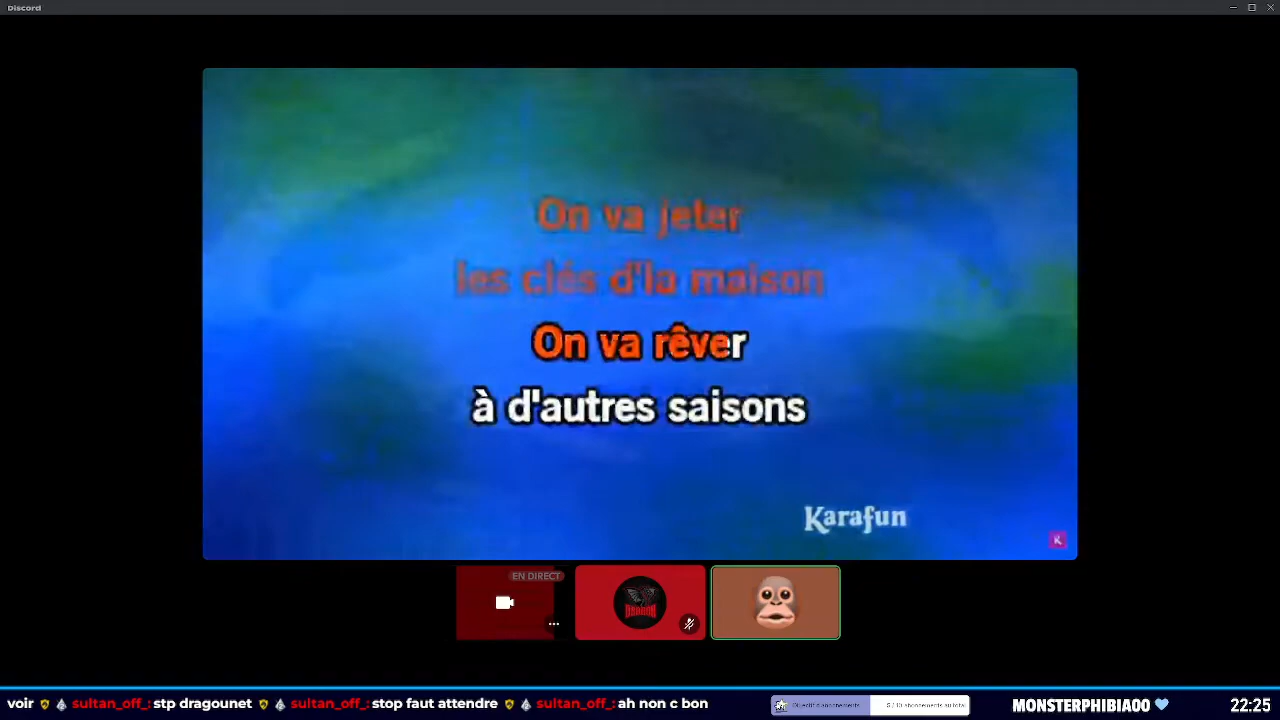 Discord
On va jeter
les clés d'la maison
On va rêver
à d'autres saisons
Karafun
K
EN DIRECT
voir sultan_off_: stp dragounet sultan_off_: stop faut attendre sultan_off_: ah non c bon
MONSTERPHIBIAOO
22:25